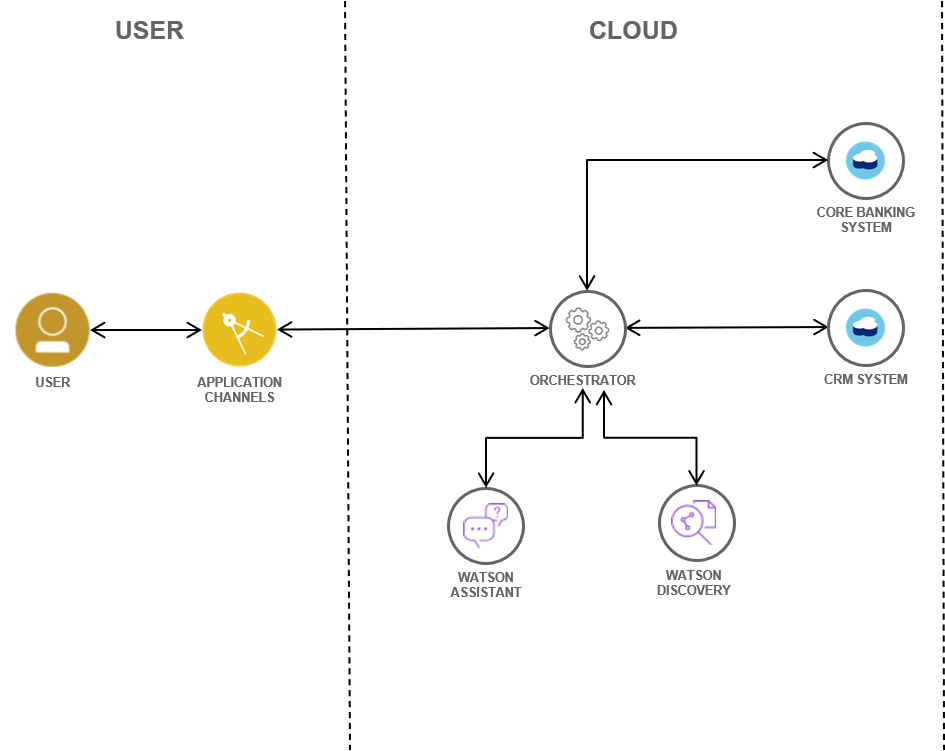 USER
CLOUD
CORE BANKING
SYSTEM
USER
APPLICATION
CHANNELS
ORCHESTRATOR
CRM SYSTEM
?
WATSON
ASSISTANT
WATSON
DISCOVERY